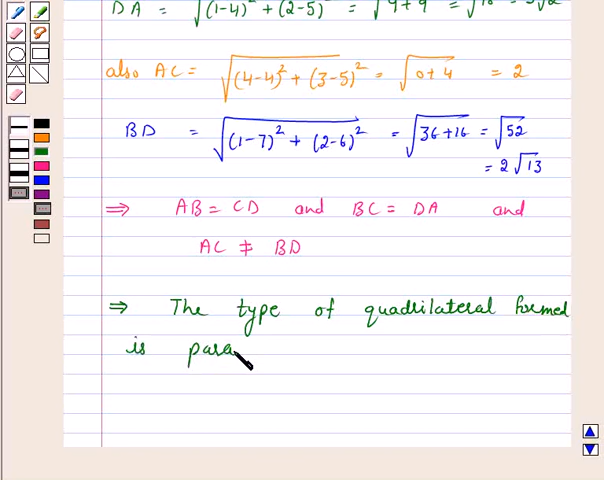 DA = √(1-4)² + (2-5)² = √9+9 = √18 = 3√2
also AC = √(4-4)² + (3-5)² = √0+4 = 2
BD = √(1-7)² + (2-6)² = √36+16 = √52
= 2√13
⇒ AB = CD and BC = DA and
AC ≠ BD
⇒ The type of quadrilateral formed
is para